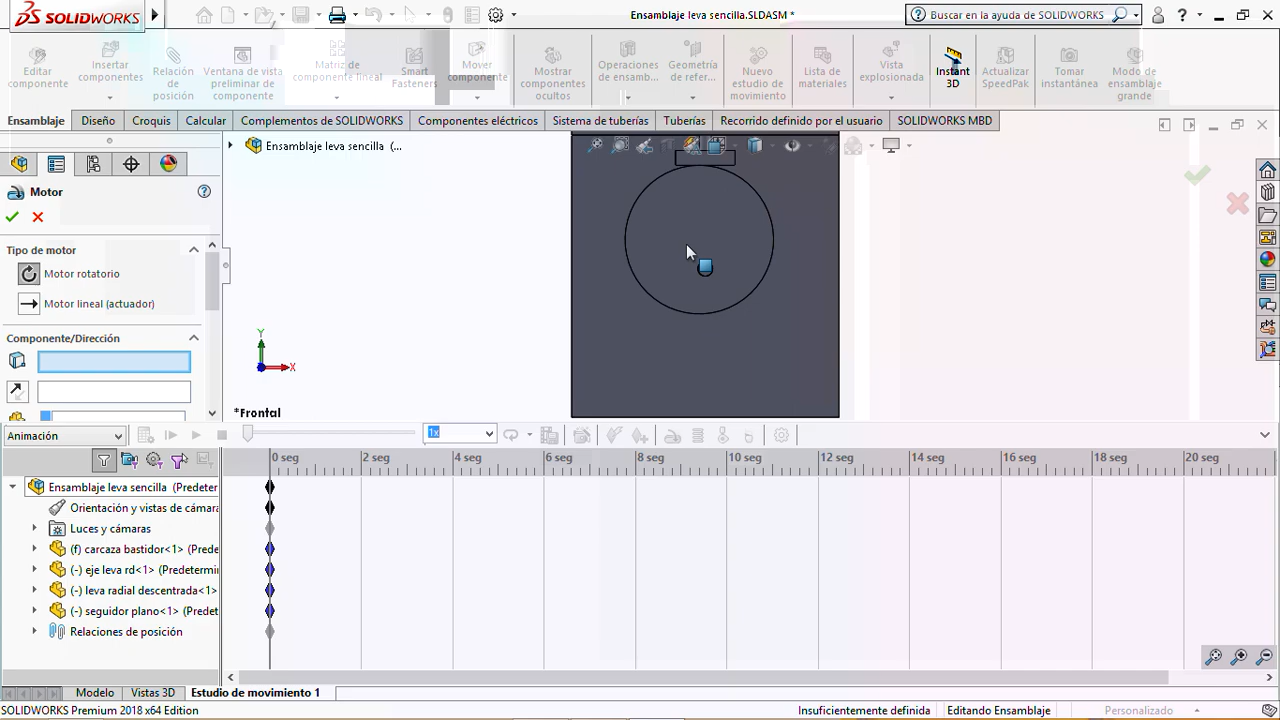 SOLIDWORKS
Ensamblaje leva sencilla.SLDASM *
Buscar en la ayuda de SOLIDWORKS
?
Editar componente
Insertar componentes
Relación de posición
Ventana de vista preliminar de componente
Matriz de componente lineal
Smart Fasteners
Mover componente
Mostrar componentes ocultos
Operaciones de ensamb...
Geometría de refer...
Nuevo estudio de movimiento
Lista de materiales
Vista explosionada
Instant 3D
Actualizar SpeedPak
Tomar instantánea
Modo de ensamblaje grande
Ensamblaje Diseño Croquis Calcular Complementos de SOLIDWORKS Componentes eléctricos Sistema de tuberías Tuberías Recorrido definido por el usuario SOLIDWORKS MBD
Ensamblaje leva sencilla (...
Motor
Tipo de motor
Motor rotatorio
Motor lineal (actuador)
Componente/Dirección
Y
X
*Frontal
Animación
1x
0 seg 2 seg 4 seg 6 seg 8 seg 10 seg 12 seg 14 seg 16 seg 18 seg 20 seg
Ensamblaje leva sencilla (Predeter
Orientación y vistas de cámara
Luces y cámaras
(f) carcaza bastidor<1> (Prede
(-) eje leva rd<1> (Predetermi
(-) leva radial descentrada<1>
(-) seguidor plano<1> (Predet
Relaciones de posición
Modelo Vistas 3D Estudio de movimiento 1
SOLIDWORKS Premium 2018 x64 Edition
Insuficientemente definida Editando Ensamblaje Personalizado